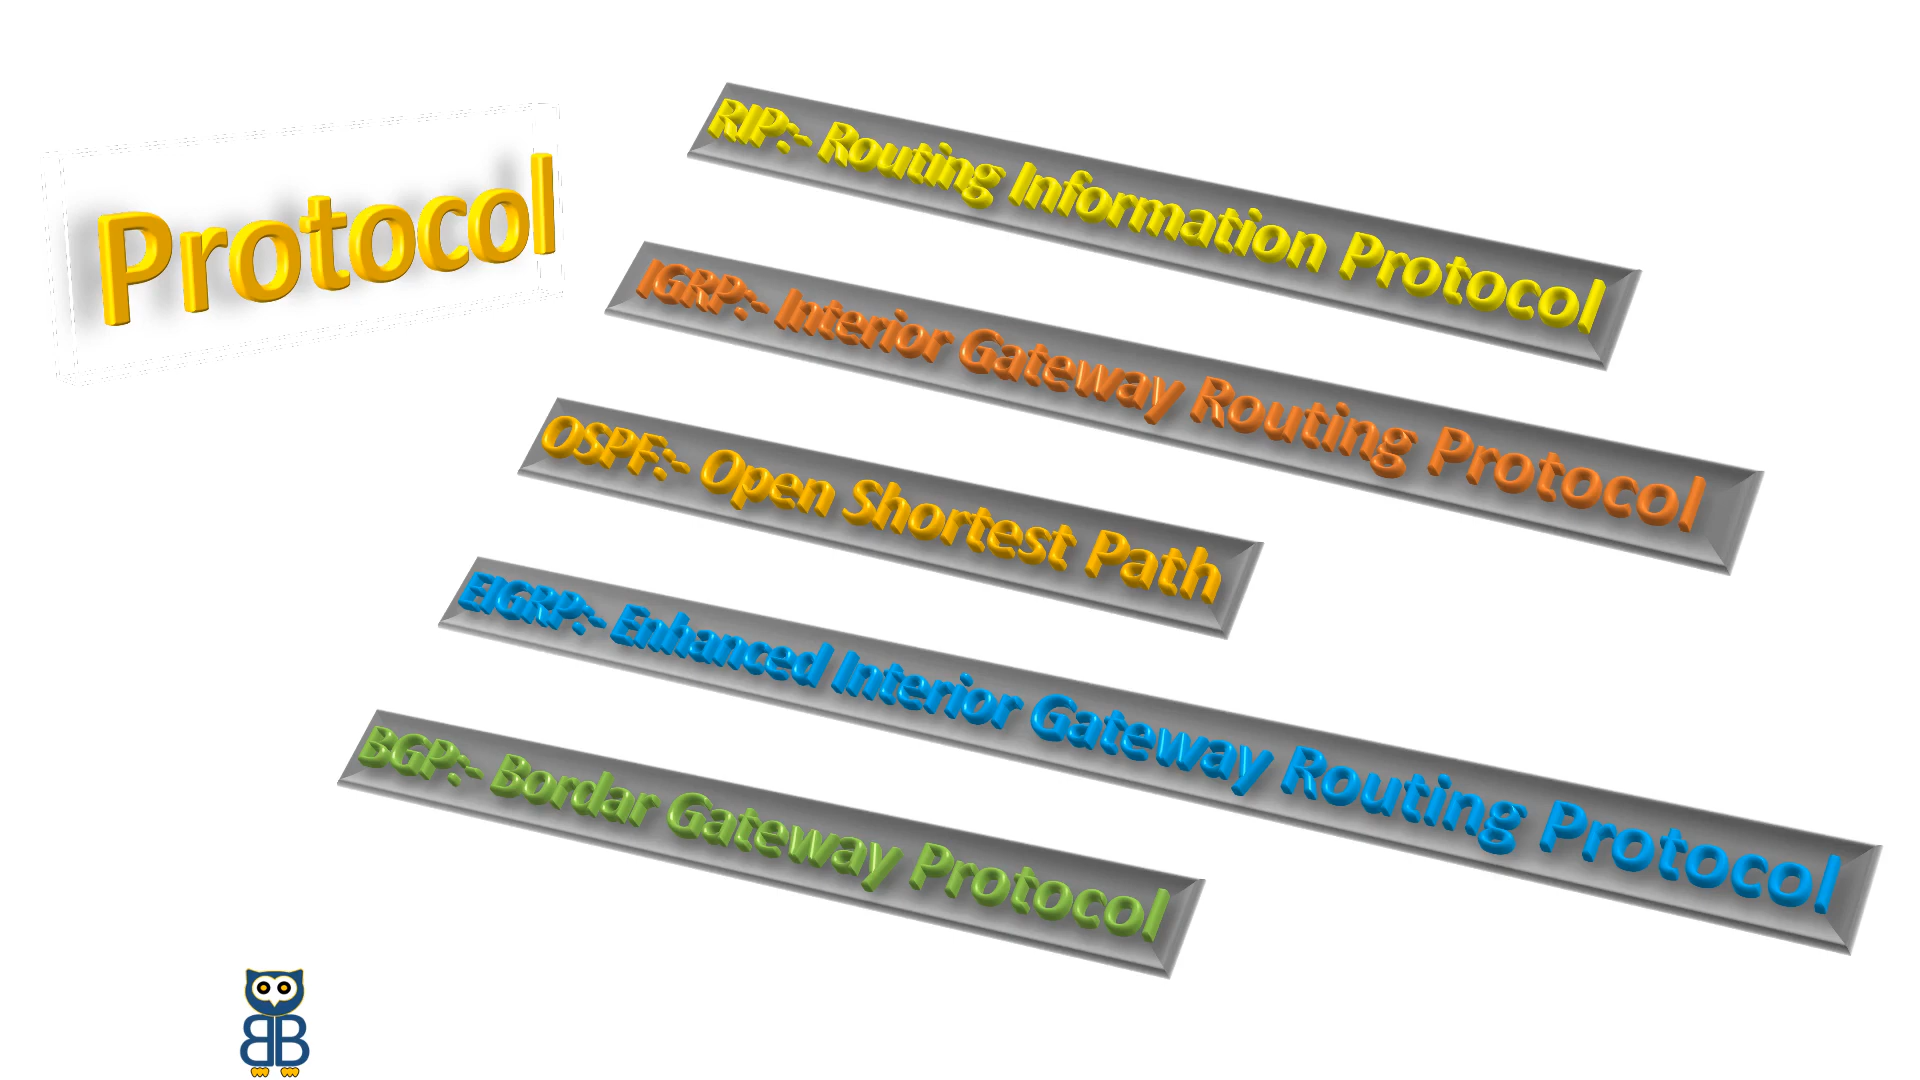 Protocol
RIP:- Routing Information Protocol
IGRP:- Interior Gateway Routing Protocol
OSPF:- Open Shortest Path
EIGRP:- Enhanced Interior Gateway Routing Protocol
BGP:- Bordar Gateway Protocol
BB